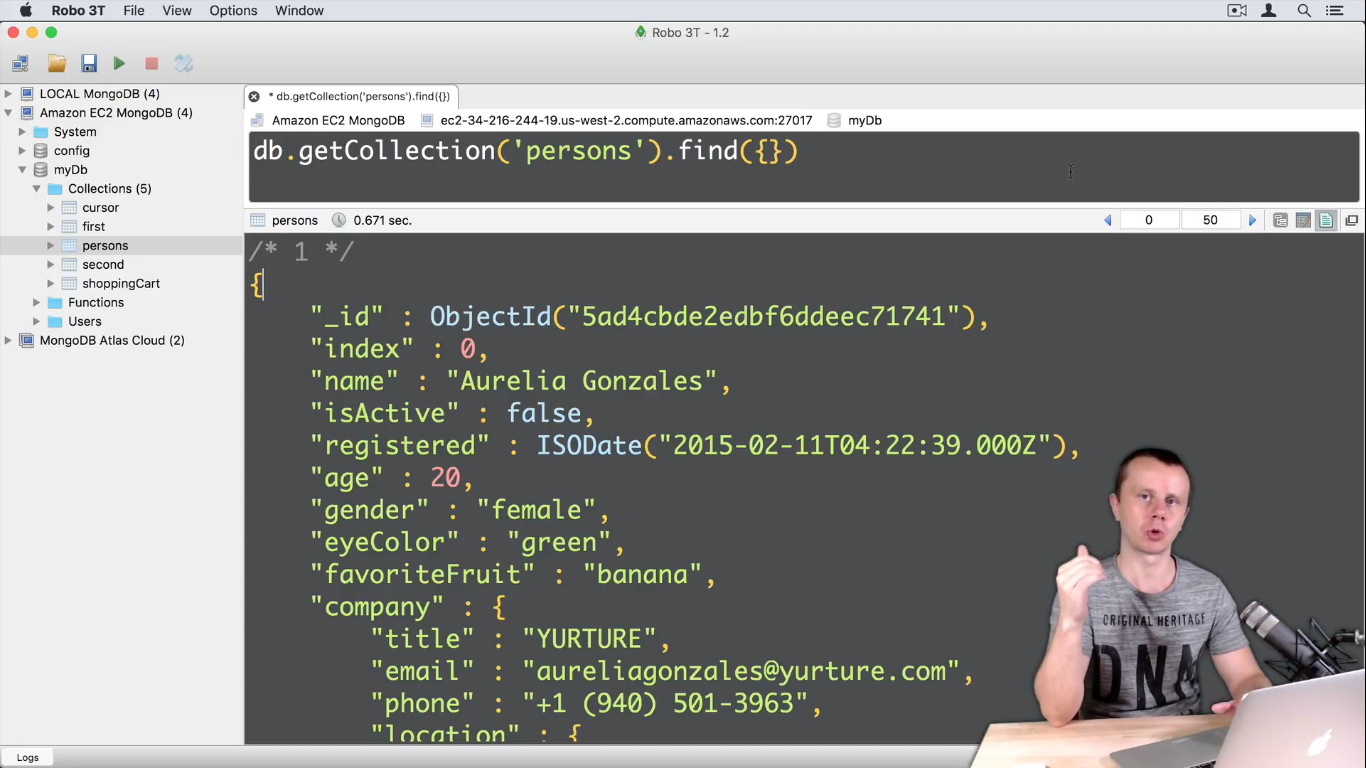 Robo 3T File View Options Window
Robo 3T - 1.2
LOCAL MongoDB (4)
Amazon EC2 MongoDB (4)
System
config
myDb
Collections (5)
cursor
first
persons
second
shoppingCart
Functions
Users
MongoDB Atlas Cloud (2)
* db.getCollection('persons').find({})
Amazon EC2 MongoDB ec2-34-216-244-19.us-west-2.compute.amazonaws.com:27017 myDb
db.getCollection('persons').find({})
persons 0.671 sec. 0 50
/* 1 */
{
"_id" : ObjectId("5ad4cbde2edbf6ddeec71741"),
"index" : 0,
"name" : "Aurelia Gonzales",
"isActive" : false,
"registered" : ISODate("2015-02-11T04:22:39.000Z"),
"age" : 20,
"gender" : "female",
"eyeColor" : "green",
"favoriteFruit" : "banana",
"company" : {
"title" : "YURTURE",
"email" : "aureliagonzales@yurture.com",
"phone" : "+1 (940) 501-3963",
"location" : {
ORIGINAL HERITAGE
DNA
Logs